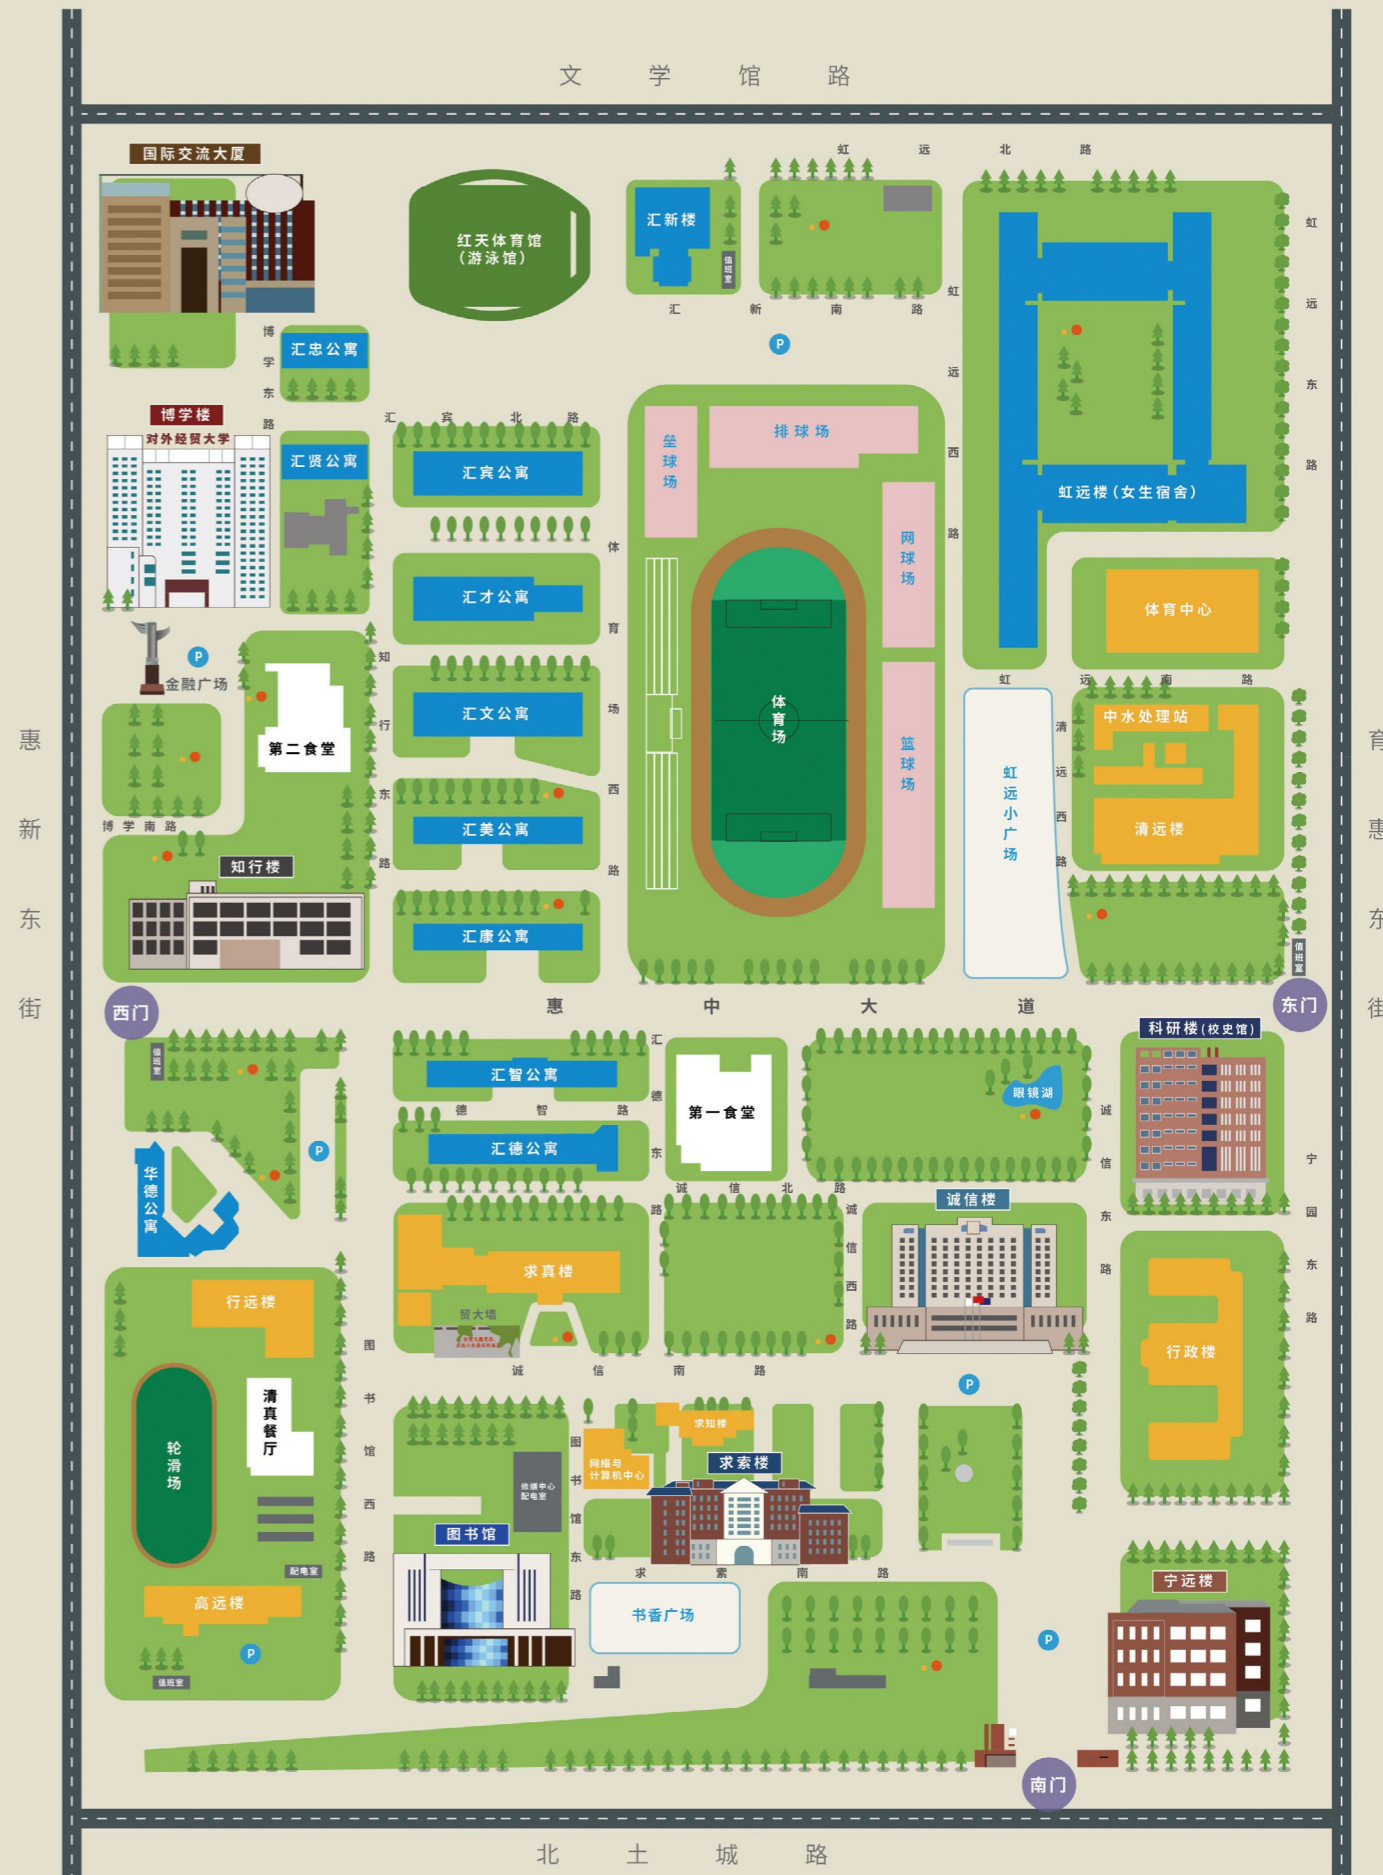 文学馆路
国际交流大厦
虹远北路
汇新楼
值班室
红天体育馆
(游泳馆)
虹远东路
汇新南路
虹远西路
P
博学东路
汇忠公寓
博学楼
对外经贸大学
汇贤公寓
汇宾北路
汇宾公寓
垒球场
排球场
网球场
虹远楼(女生宿舍)
体育场西路
汇才公寓
体育中心
P
金融广场
知行东路
第二食堂
汇文公寓
体育场
篮球场
虹远南路
虹远小广场
清远西路
中水处理站
清远楼
惠新东街
育惠东街
博学南路
汇美公寓
知行楼
汇康公寓
值班室
西门
惠中大道
东门
值班室
科研楼(校史馆)
汇智公寓
汇德东路
德智路
第一食堂
眼镜湖
诚信东路
P
汇德公寓
华德公寓
诚信北路
诚信楼
诚信西路
宁园东路
求真楼
贸大墙
行远楼
诚信南路
行政楼
P
图书馆西路
清真餐厅
轮滑场
求知楼
网络与
计算机中心
求索楼
图书馆东路
修缮中心
配电室
图书馆
配电室
求索南路
宁远楼
高远楼
书香广场
P
P
值班室
南门
北土城路